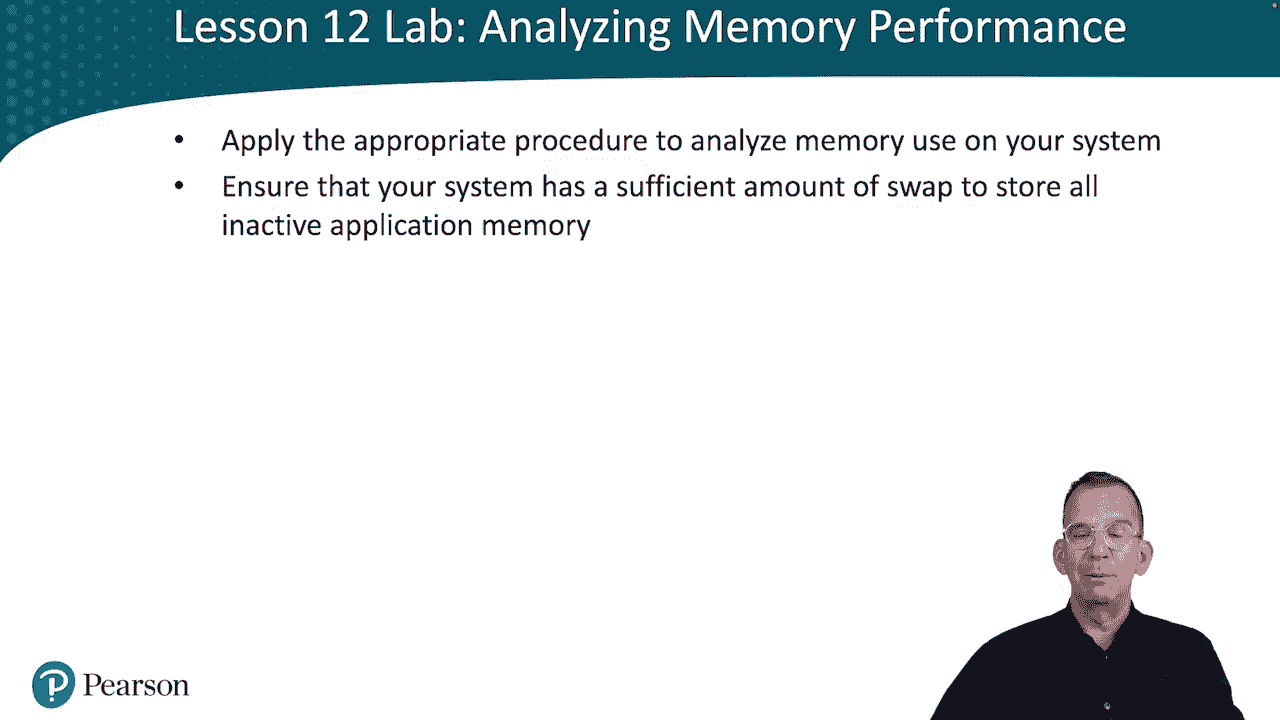 Lesson 12 Lab: Analyzing Memory Performance
• Apply the appropriate procedure to analyze memory use on your system
• Ensure that your system has a sufficient amount of swap to store all
inactive application memory
Pearson